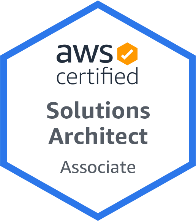 aws
certified
Solutions
Architect
Associate